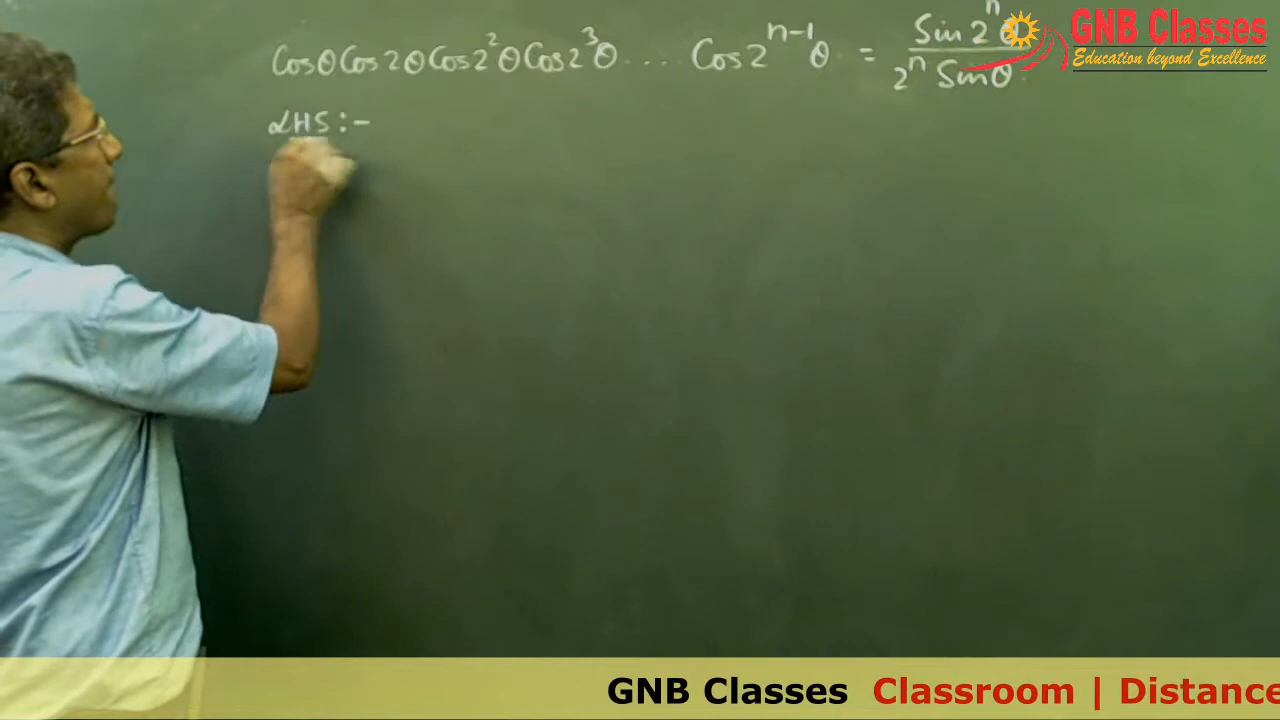 Cosθ Cos2θ Cos2²θ Cos2³θ .... Cos2ⁿ⁻¹θ = Sin2ⁿθ / 2ⁿ Sinθ
LHS :-
GNB Classes
Education beyond Excellence
GNB Classes Classroom | Distance